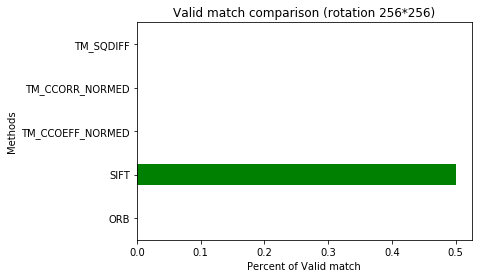 Valid match comparison (rotation 256*256)
TM_SQDIFF
TM_CCORR_NORMED
TM_CCOEFF_NORMED
SIFT
ORB
Methods
0.0 0.1 0.2 0.3 0.4 0.5
Percent of Valid match